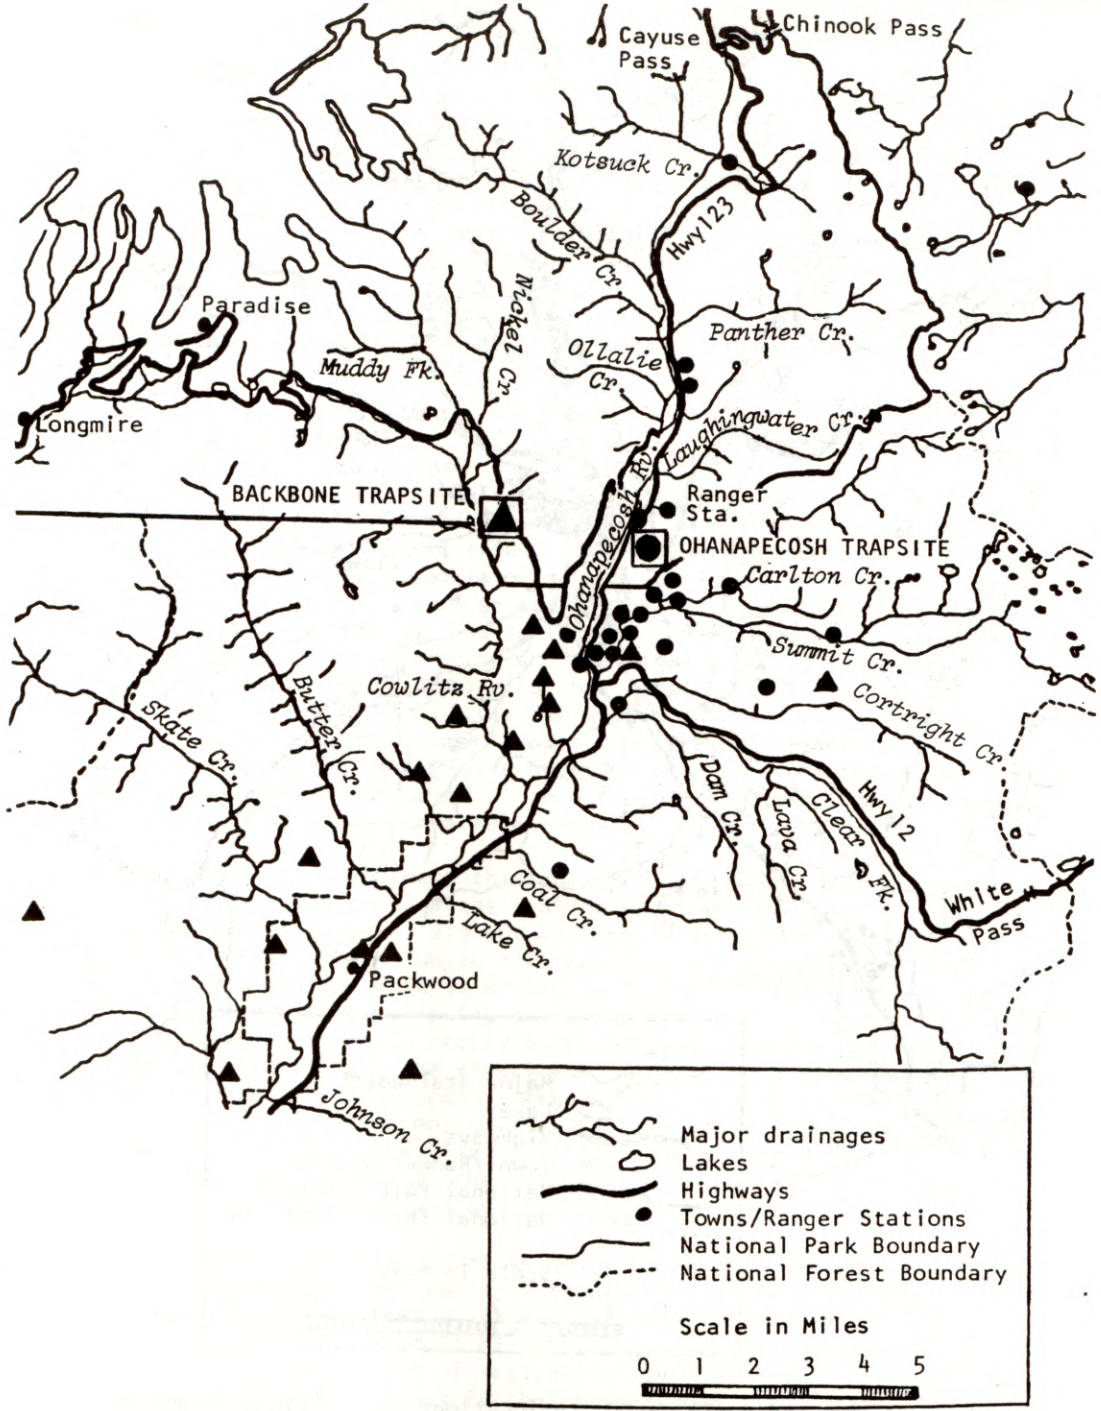 Chinook Pass
Cayuse
Pass
Kotsuck Cr.
Boulder Cr.
Hwy 123
Nickel Cr.
Paradise
Panther Cr.
Ollalie
Cr.
Muddy Fk.
Longmire
Laughingwater Cr.
Ohanapecosh Rv.
BACKBONE TRAPSITE
Ranger
Sta.
OHANAPECOSH TRAPSITE
Carlton Cr.
Summit Cr.
Cowlitz Rv.
Butter Cr.
Skate Cr.
Cortright Cr.
Dam Cr.
Lava Cr.
Clear Fk.
Hwy 12
White
Pass
Coal Cr.
Lake Cr.
Packwood
Johnson Cr.
Major drainages
Lakes
Highways
Towns/Ranger Stations
National Park Boundary
National Forest Boundary
Scale in Miles
0 1 2 3 4 5